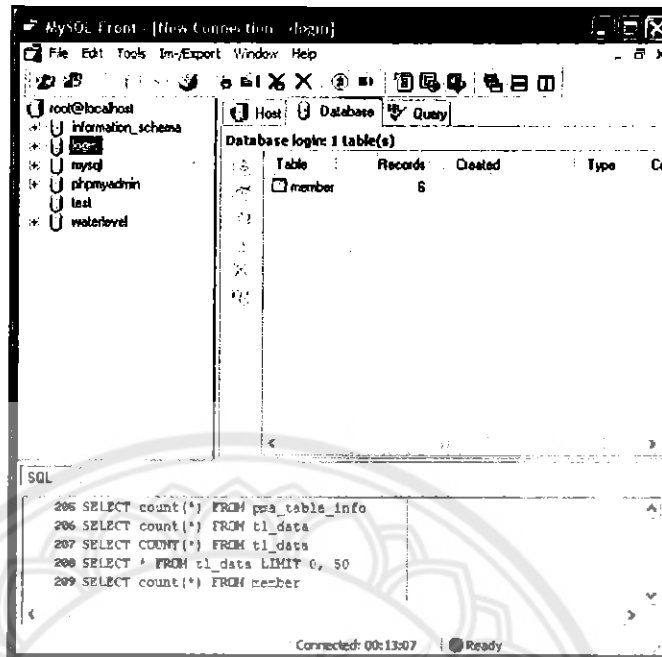 MySQL Front - [New Connection - login]
File Edit Tools Im-/Export Window Help
root@localhost
information_schema
login
mysql
phpmyadmin
test
waterlevel
Host Database Query
Database login: 1 table(s)
Table Records Created Type
member 6
SQL
205 SELECT count(*) FROM pma_table_info
206 SELECT count(*) FROM tl_data
207 SELECT COUNT(*) FROM tl_data
208 SELECT * FROM tl_data LIMIT 0, 50
209 SELECT count(*) FROM member
Connected: 00:13:07 Ready